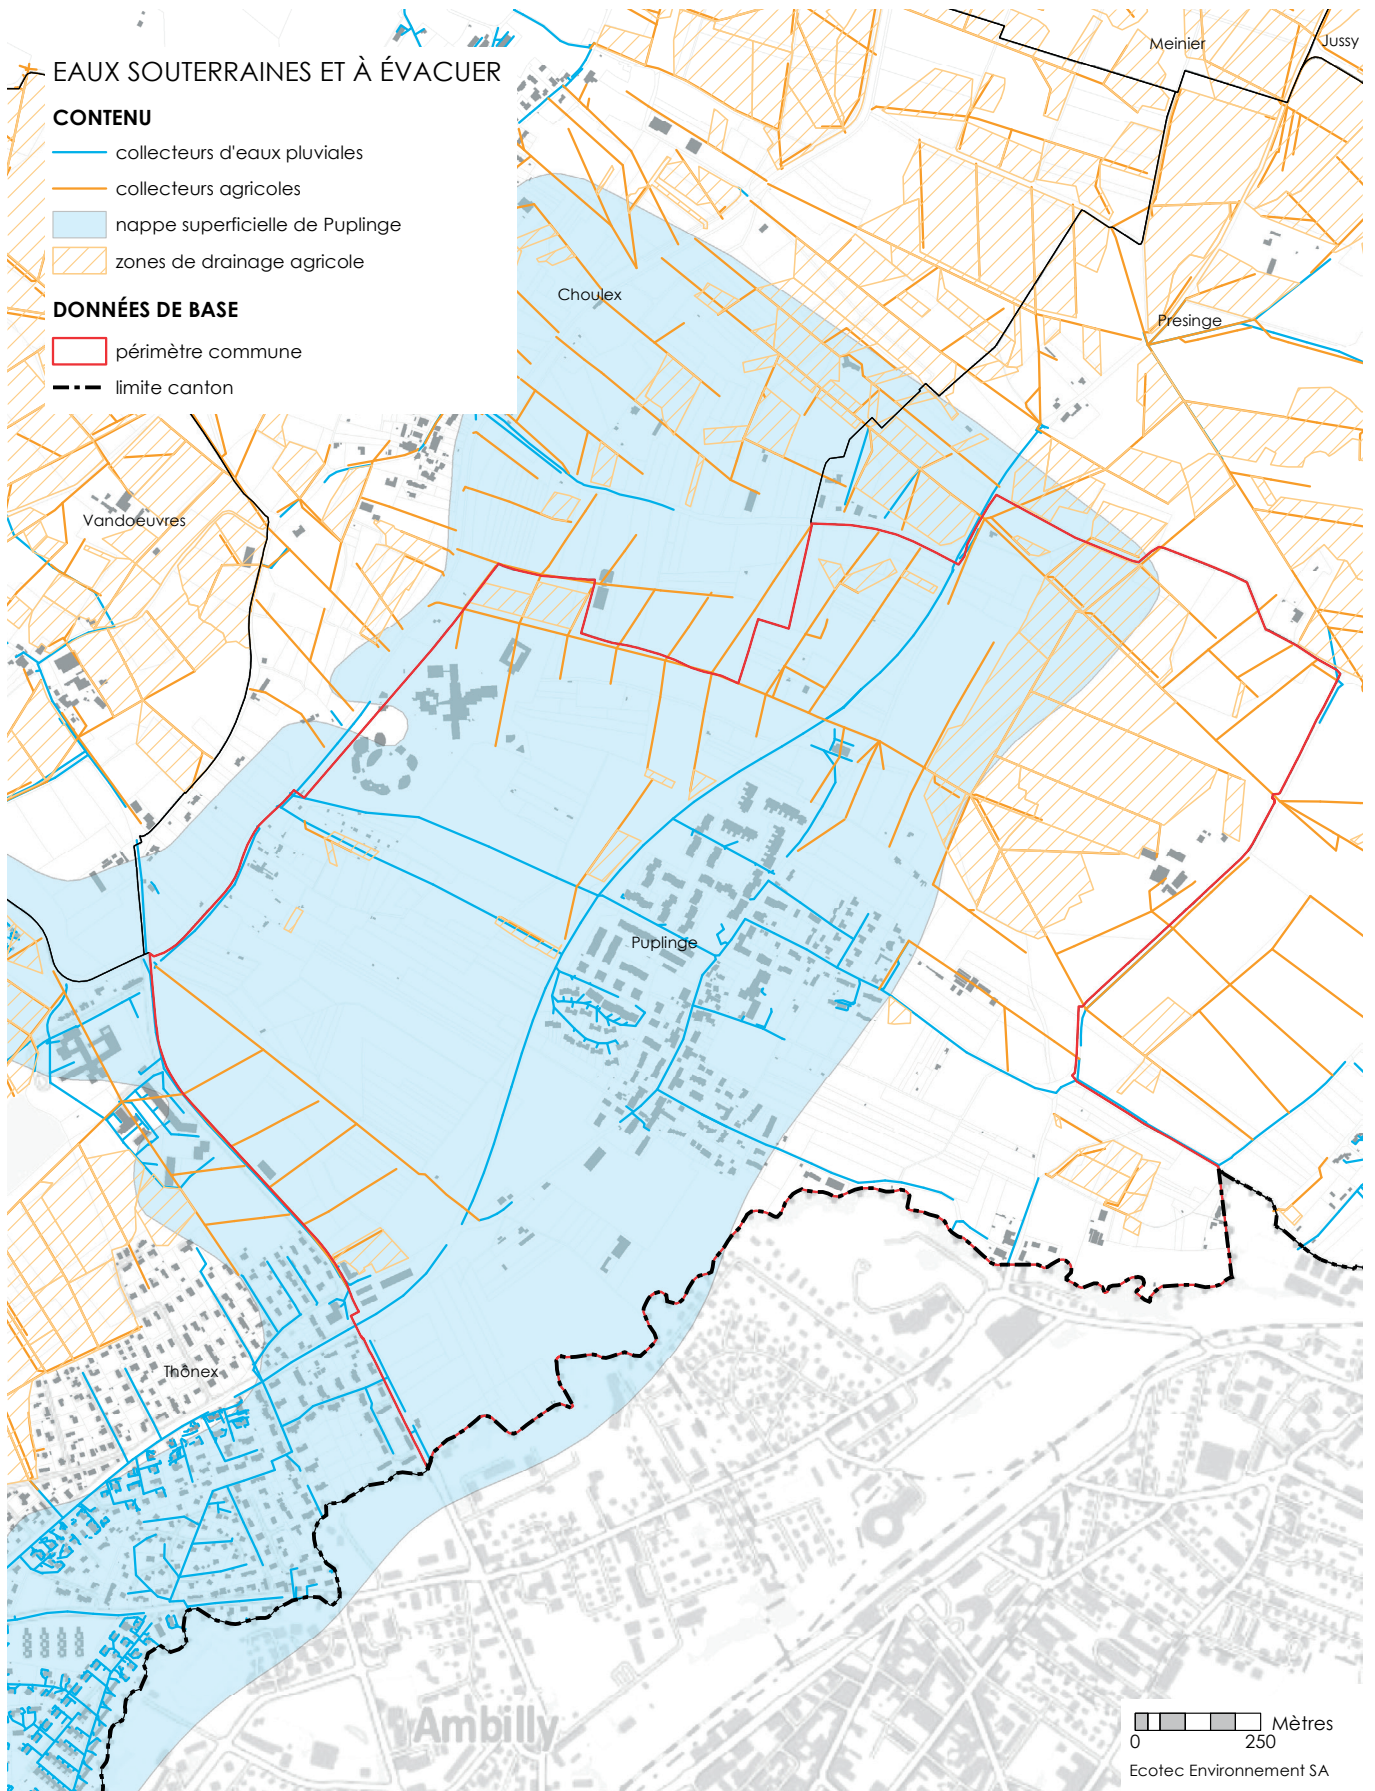 EAUX SOUTERRAINES ET À ÉVACUER
CONTENU
collecteurs d'eaux pluviales
collecteurs agricoles
nappe superficielle de Puplinge
zones de drainage agricole
DONNÉES DE BASE
périmètre commune
limite canton
Meinier
Jussy
Choulex
Presinge
Vandoeuvres
Puplinge
Thônex
Ambilly
Mètres
0 250
Ecotec Environnement SA